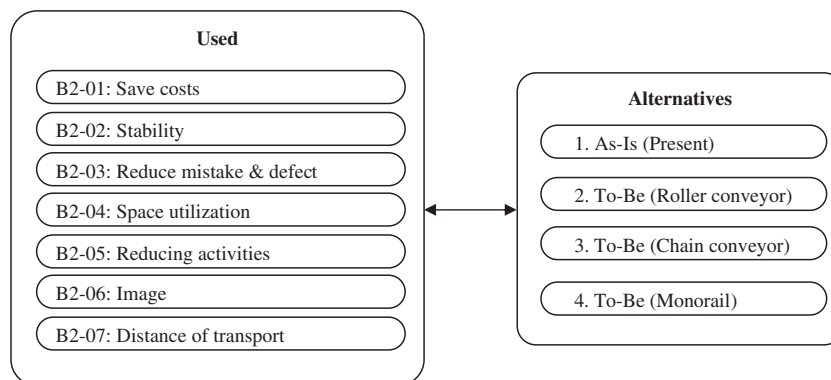 Used
B2-01: Save costs
B2-02: Stability
B2-03: Reduce mistake & defect
B2-04: Space utilization
B2-05: Reducing activities
B2-06: Image
B2-07: Distance of transport
Alternatives
1. As-Is (Present)
2. To-Be (Roller conveyor)
3. To-Be (Chain conveyor)
4. To-Be (Monorail)